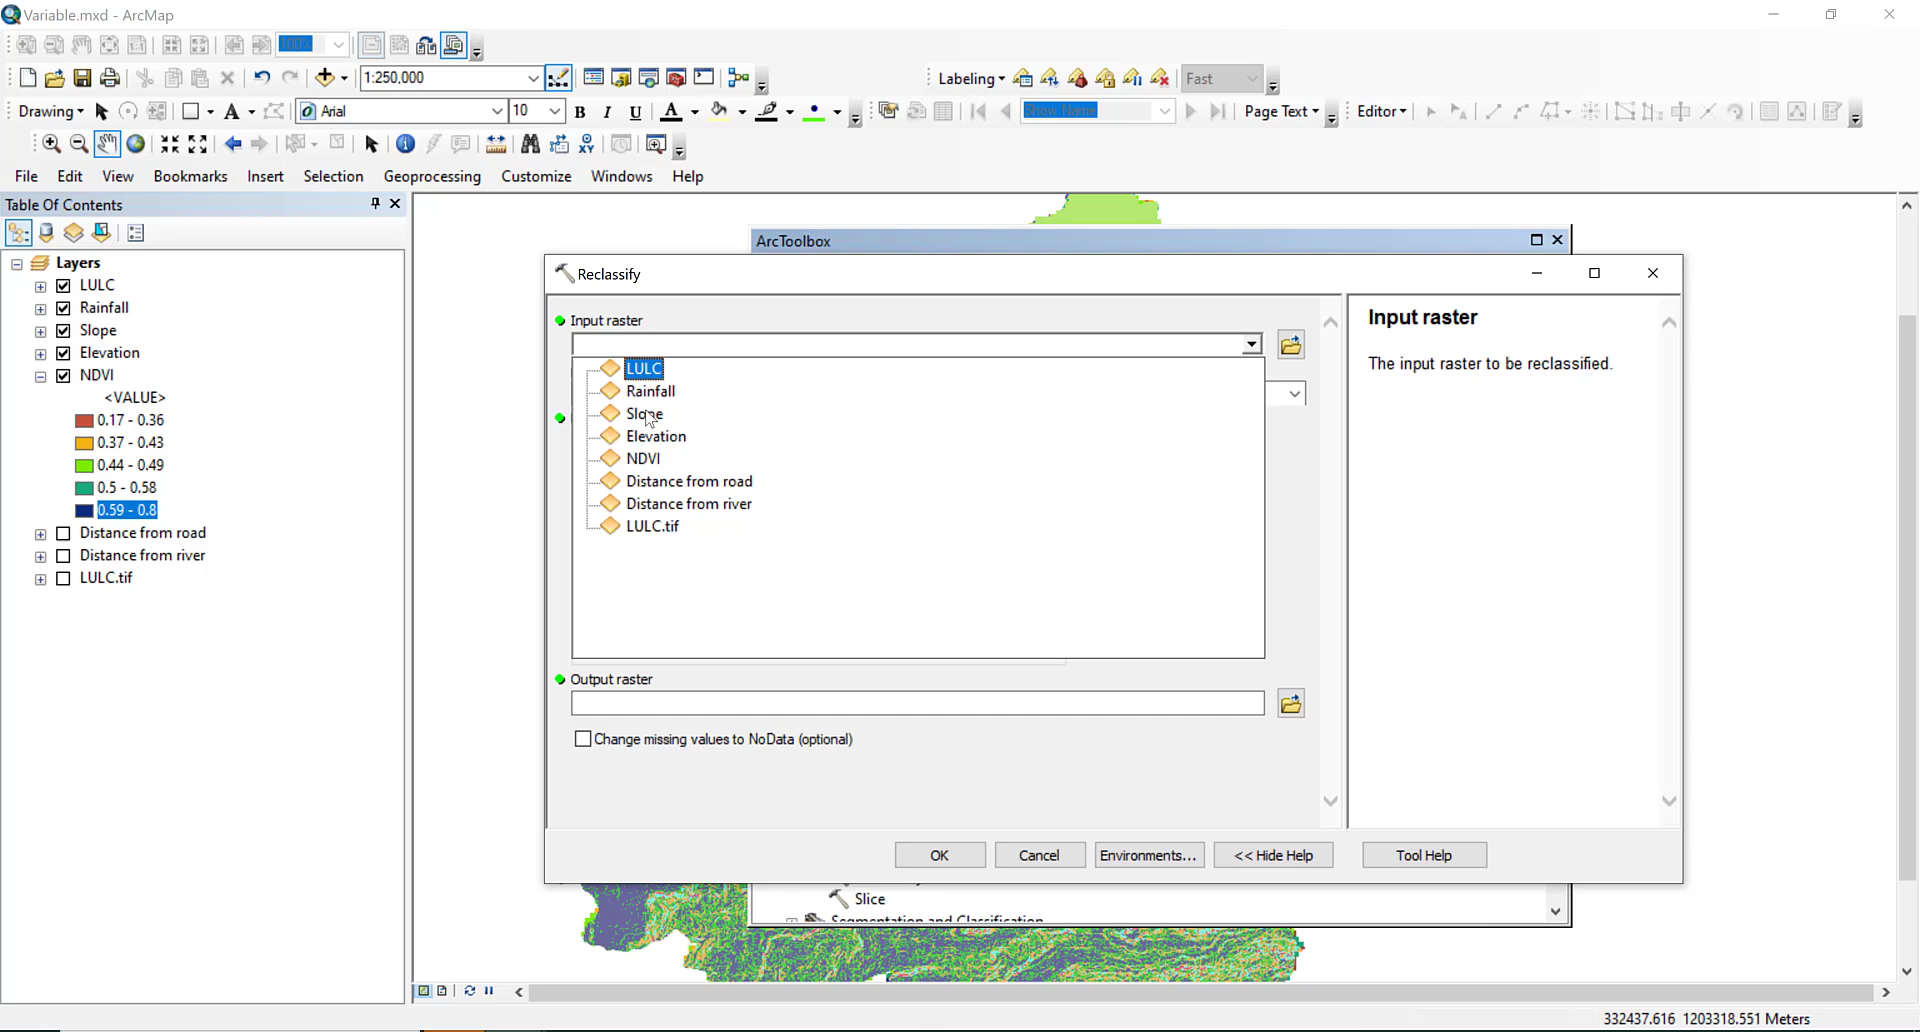 Variable.mxd - ArcMap
100%
1:250,000
Labeling
Fast
Drawing
A
Arial
10
B I U A
Show Name
Page Text
Editor
File Edit View Bookmarks Insert Selection Geoprocessing Customize Windows Help
Table Of Contents
Layers
LULC
Rainfall
Slope
Elevation
NDVI
<VALUE>
0.17 - 0.36
0.37 - 0.43
0.44 - 0.49
0.5 - 0.58
0.59 - 0.8
Distance from road
Distance from river
LULC.tif
ArcToolbox
Reclassify
Input raster
LULC
Rainfall
Slope
Elevation
NDVI
Distance from road
Distance from river
LULC.tif
Output raster
Change missing values to NoData (optional)
OK
Cancel
Environments...
<< Hide Help
Tool Help
Input raster
The input raster to be reclassified.
Slice
Segmentation and Classification
332437.616 1203318.551 Meters